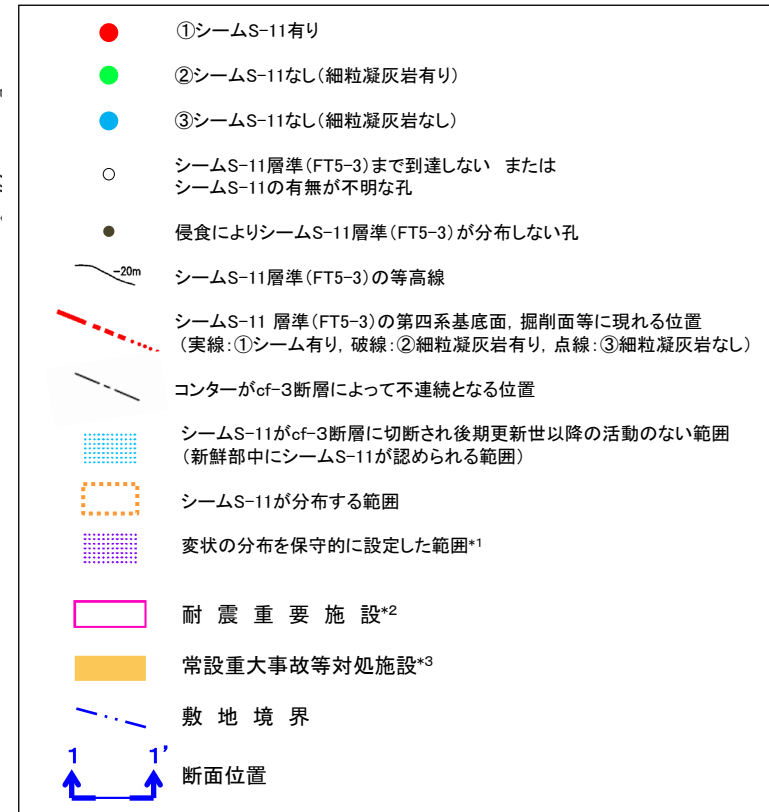 ①シームS-11有り
②シームS-11なし(細粒凝灰岩有り)
③シームS-11なし(細粒凝灰岩なし)
シームS-11層準(FT5-3)まで到達しない または
シームS-11の有無が不明な孔
侵食によりシームS-11層準(FT5-3)が分布しない孔
-20m
シームS-11層準(FT5-3)の等高線
シームS-11 層準(FT5-3)の第四系基底面, 掘削面等に現れる位置
(実線:①シーム有り, 破線:②細粒凝灰岩有り, 点線:③細粒凝灰岩なし)
コンターがcf-3断層によって不連続となる位置
シームS-11がcf-3断層に切断され後期更新世以降の活動のない範囲
(新鮮部中にシームS-11が認められる範囲)
シームS-11が分布する範囲
変状の分布を保守的に設定した範囲*1
耐 震 重 要 施 設*2
常設重大事故等対処施設*3
敷 地 境 界
1 1'
断面位置